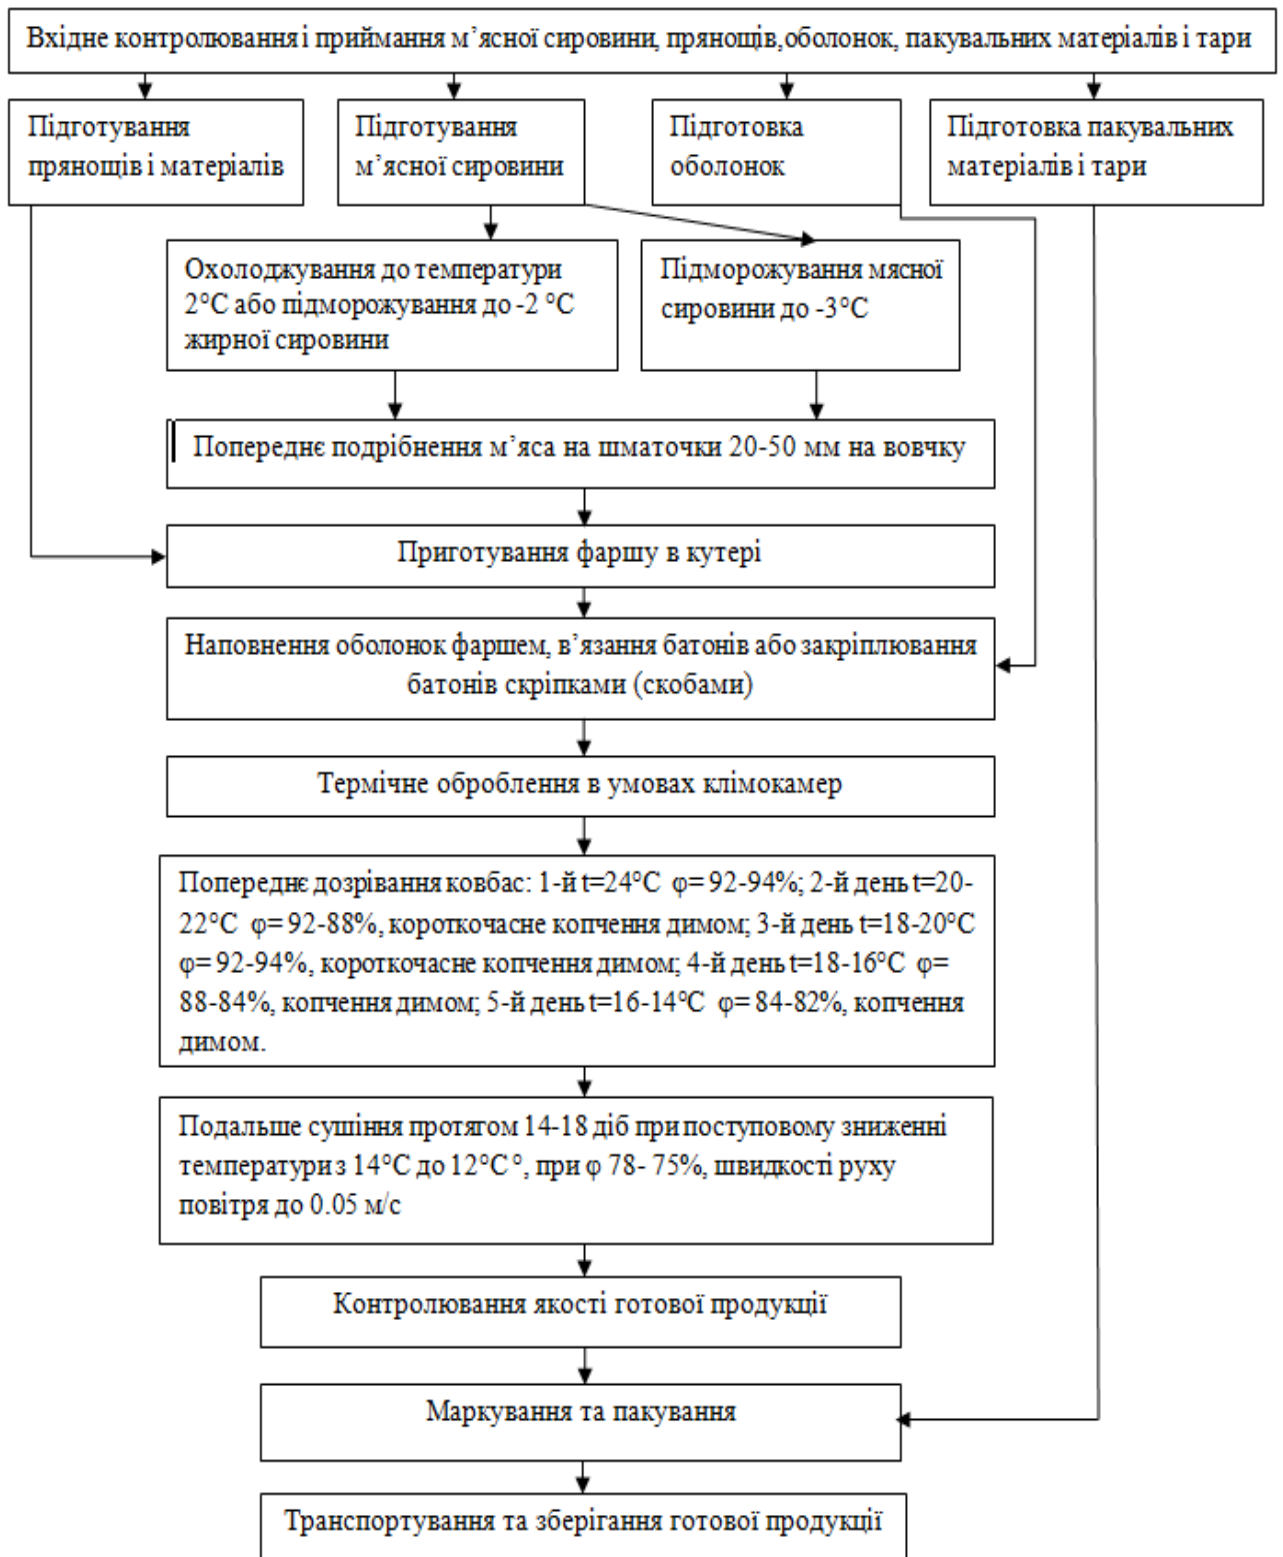 Вхідне контролювання і приймання м’ясної сировини, прянощів,оболонок, пакувальних матеріалів і тари
Підготування
прянощів і матеріалів
Підготування
м’ясної сировини
Підготовка
оболонок
Підготовка пакувальних
матеріалів і тари
Охолоджування до температури
2°С або підморожування до -2 °С
жирної сировини
Підморожування мясної
сировини до -3°С
Попереднє подрібнення м’яса на шматочки 20-50 мм на вовчку
Приготування фаршу в кутері
Наповнення оболонок фаршем, в’язання батонів або закріплювання
батонів скріпками (скобами)
Термічне оброблення в умовах клімокамер
Попереднє дозрівання ковбас: 1-й t=24°С φ= 92-94%; 2-й день t=20-
22°С φ= 92-88%, короткочасне копчення димом; 3-й день t=18-20°С
φ= 92-94%, короткочасне копчення димом; 4-й день t=18-16°С φ=
88-84%, копчення димом; 5-й день t=16-14°С φ= 84-82%, копчення
димом.
Подальше сушіння протягом 14-18 діб при поступовому зниженні
температури з 14°С до 12°С °, при φ 78- 75%, швидкості руху
повітря до 0.05 м/с
Контролювання якості готової продукції
Маркування та пакування
Транспортування та зберігання готової продукції